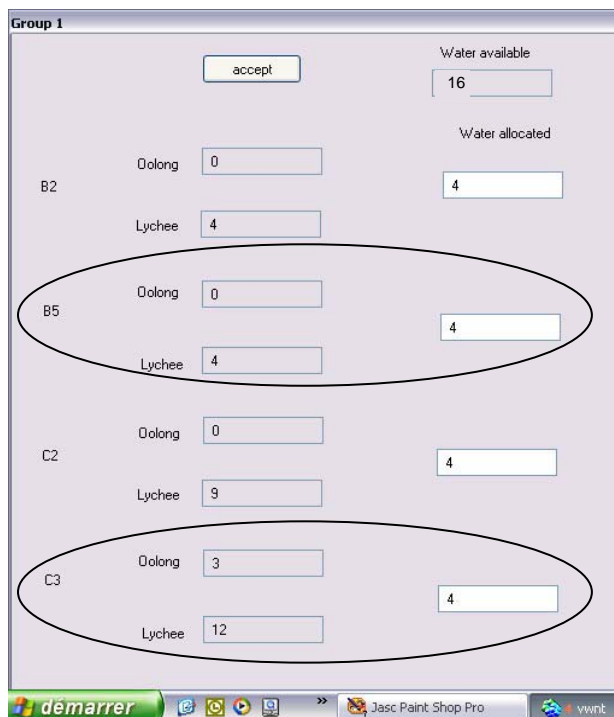 Group 1
Water available
accept
16
Water allocated
Oolong 0
B2 4
Lychee 4
Oolong 0
B5 4
Lychee 4
Oolong 0
C2 4
Lychee 9
Oolong 3
C3 4
Lychee 12
démarrer » Jasc Paint Shop Pro 4 vwnt